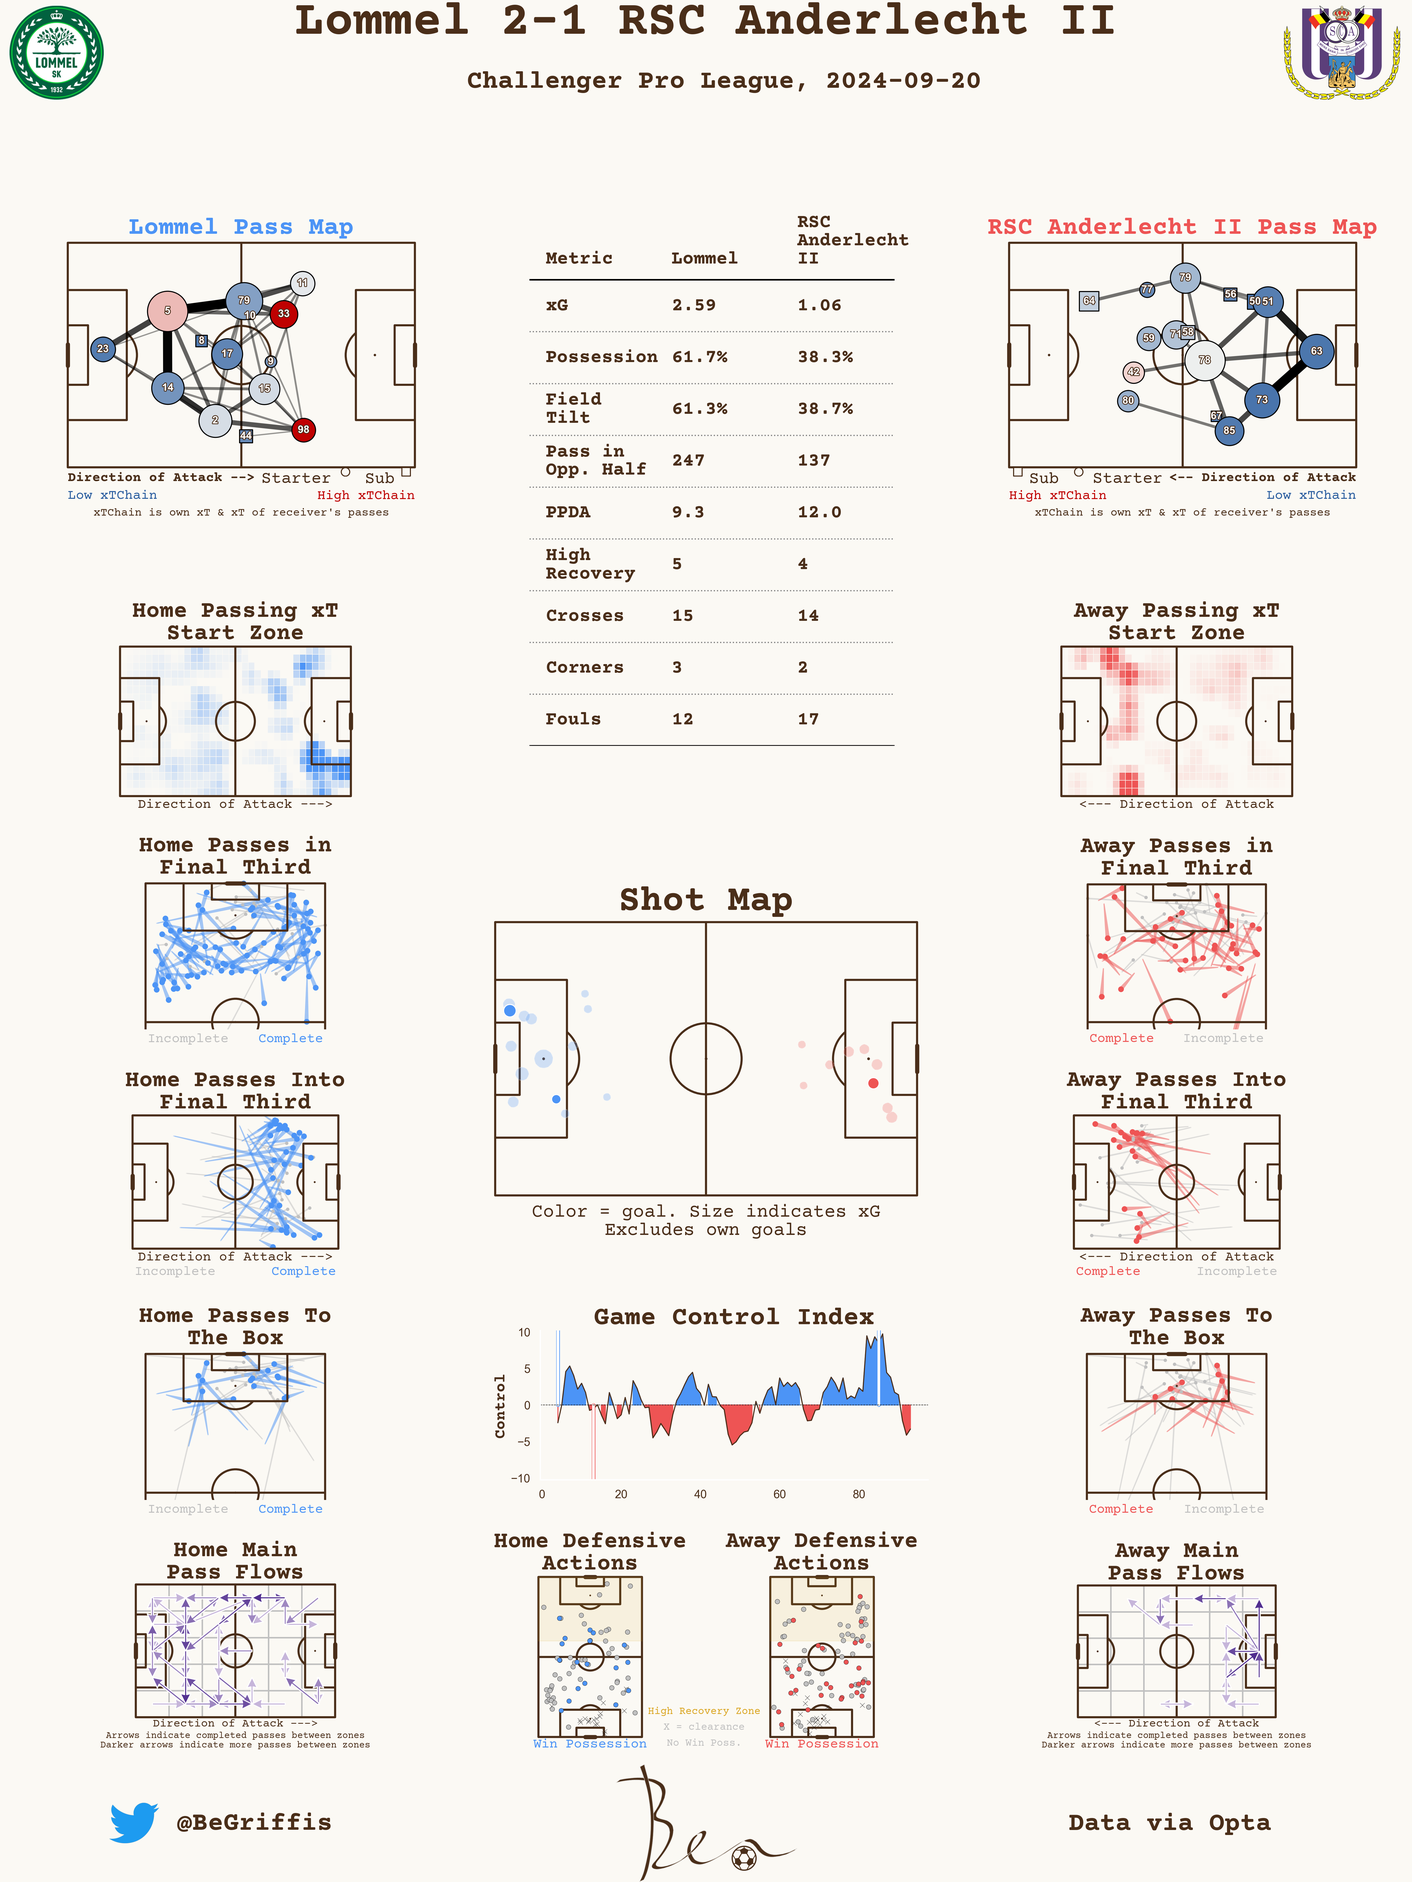 Lommel 2-1 RSC Anderlecht II
Challenger Pro League, 2024-09-20
LOMMEL
SK
1932
Lommel Pass Map
11
79
5
10
33
8
23
17
9
14
15
2
98
44
Direction of Attack --> Starter Sub
Low xTChain High xTChain
xTChain is own xT & xT of receiver's passes
Metric Lommel RSC Anderlecht II
xG 2.59 1.06
Possession 61.7% 38.3%
Field Tilt 61.3% 38.7%
Pass in Opp. Half 247 137
PPDA 9.3 12.0
High Recovery 5 4
Crosses 15 14
Corners 3 2
Fouls 12 17
RSC Anderlecht II Pass Map
79
77
64
56
50
51
59
71
58
78
63
42
80
73
67
85
Sub Starter <-- Direction of Attack
High xTChain Low xTChain
xTChain is own xT & xT of receiver's passes
Home Passing xT
Start Zone
Direction of Attack --->
Away Passing xT
Start Zone
<--- Direction of Attack
Home Passes in
Final Third
Incomplete Complete
Away Passes in
Final Third
Complete Incomplete
Shot Map
Color = goal. Size indicates xG
Excludes own goals
Home Passes Into
Final Third
Direction of Attack --->
Incomplete Complete
Away Passes Into
Final Third
<--- Direction of Attack
Complete Incomplete
Home Passes To
The Box
Incomplete Complete
Game Control Index
Control
10
5
0
−5
−10
0 20 40 60 80
Away Passes To
The Box
Complete Incomplete
Home Main
Pass Flows
Direction of Attack --->
Arrows indicate completed passes between zones
Darker arrows indicate more passes between zones
Home Defensive
Actions
Win Possession
Away Defensive
Actions
Win Possession
High Recovery Zone
X = clearance
No Win Poss.
Away Main
Pass Flows
<--- Direction of Attack
Arrows indicate completed passes between zones
Darker arrows indicate more passes between zones
@BeGriffis
Ben
Data via Opta